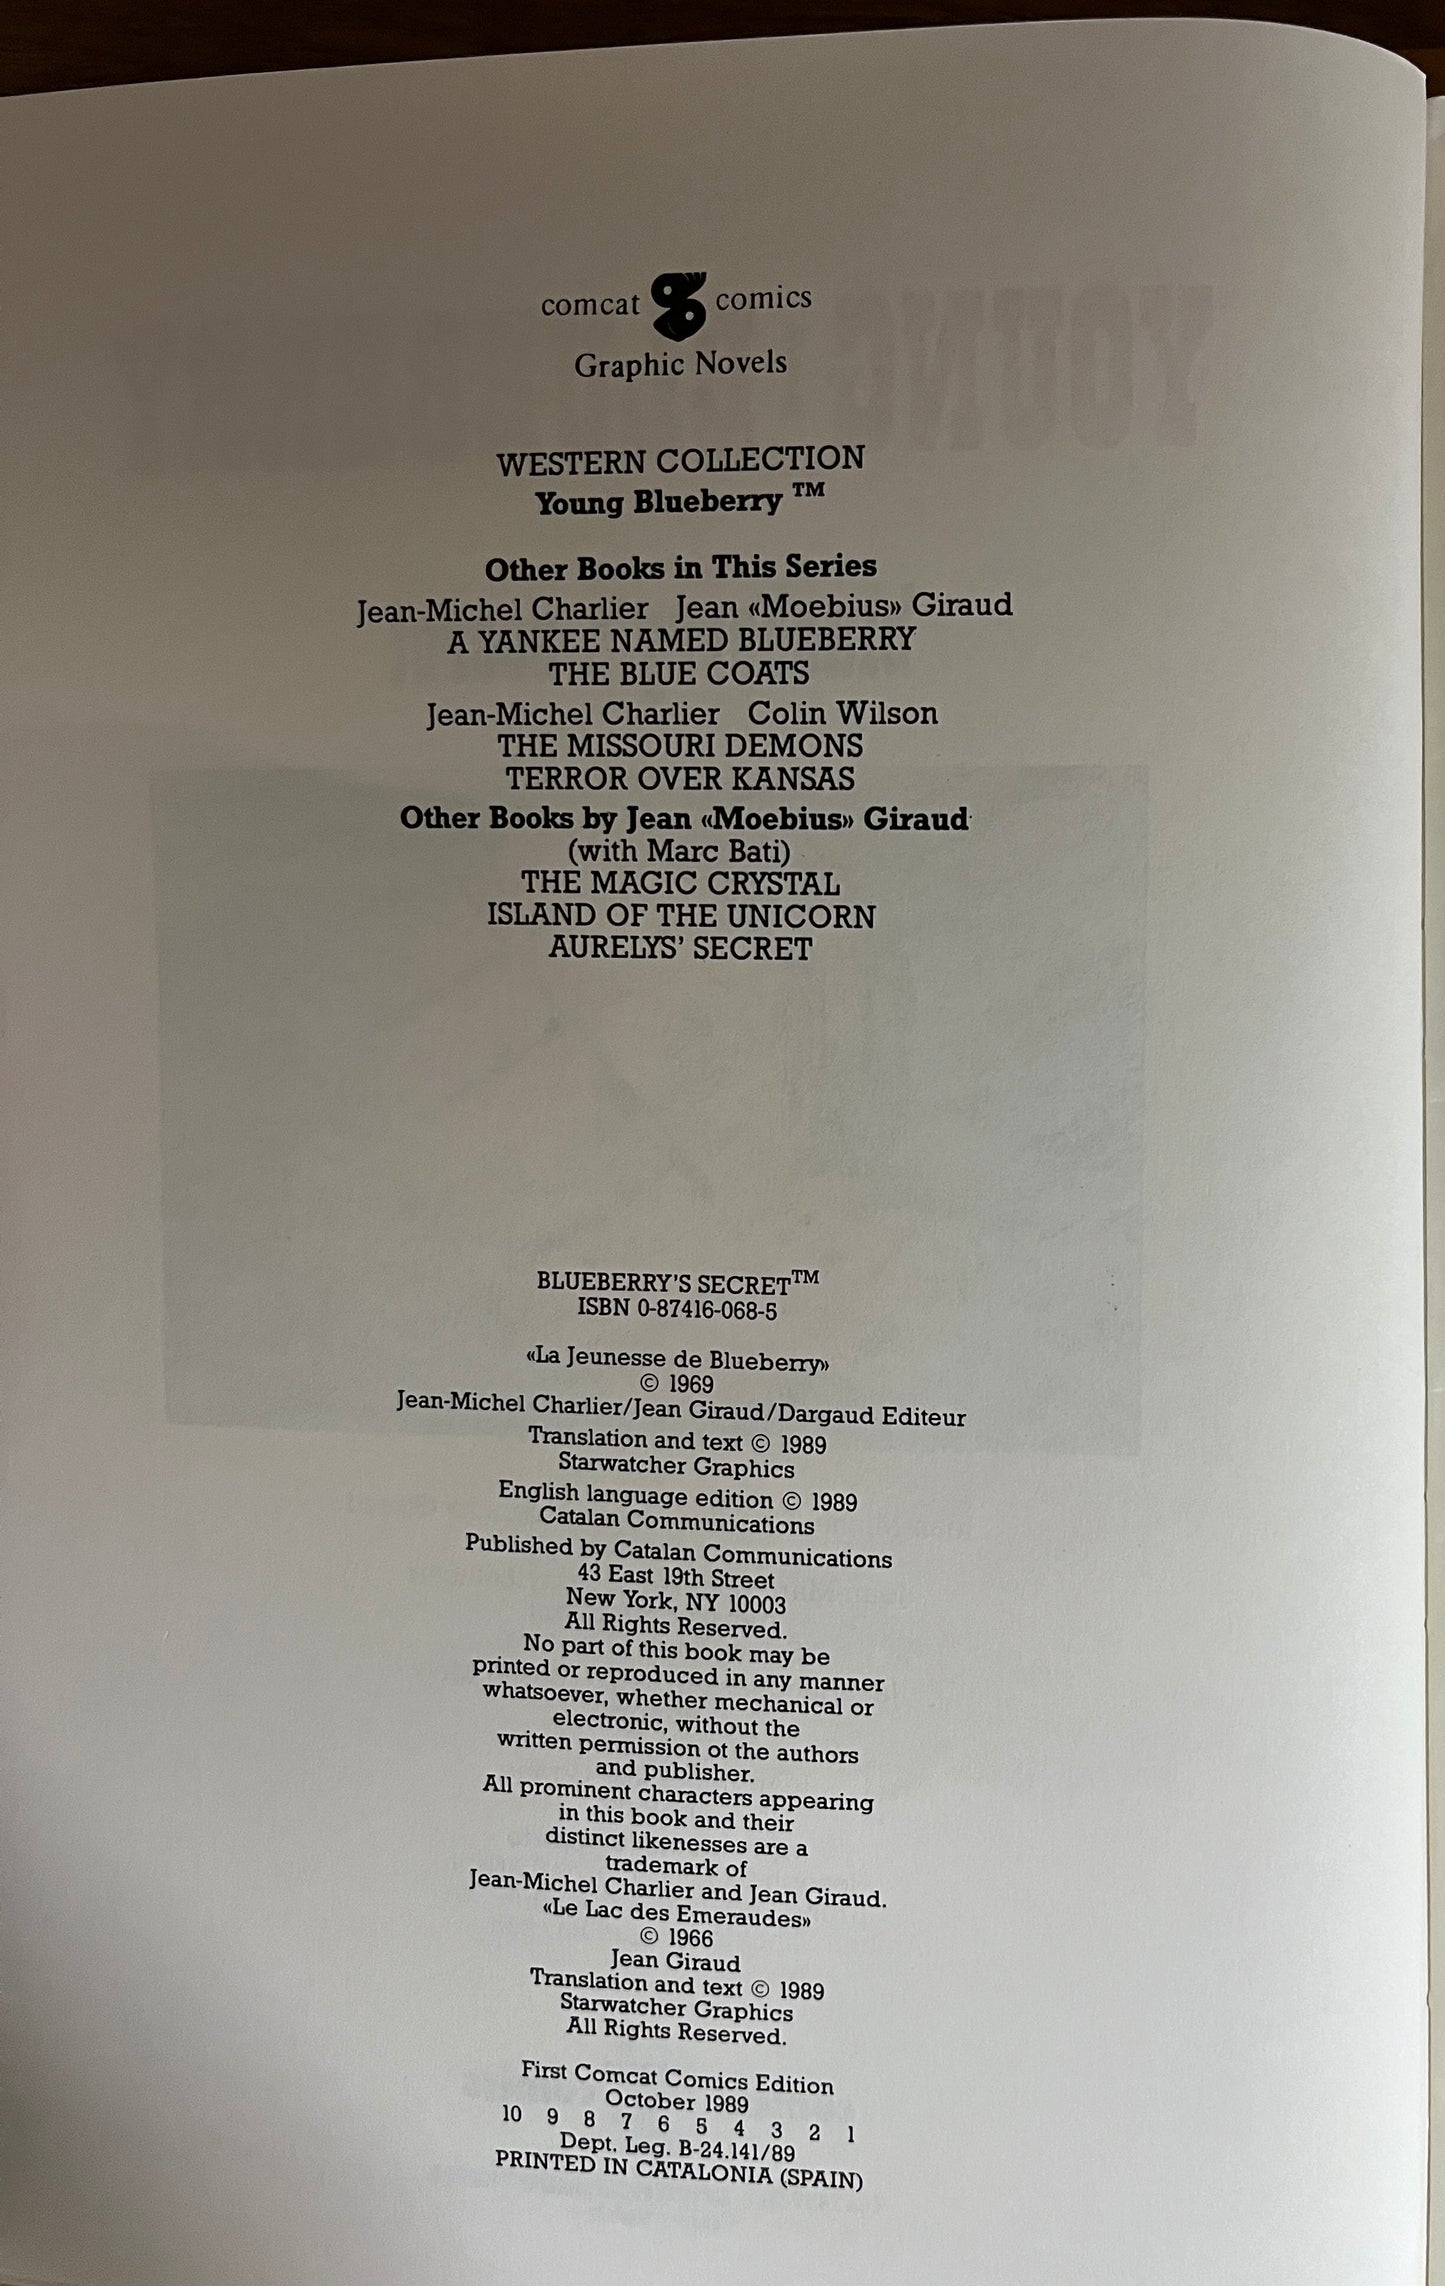 comcat comics
Graphic Novels
WESTERN COLLECTION
Young Blueberry ™
Other Books in This Series
Jean-Michel Charlier Jean «Moebius» Giraud
A YANKEE NAMED BLUEBERRY
THE BLUE COATS
Jean-Michel Charlier Colin Wilson
THE MISSOURI DEMONS
TERROR OVER KANSAS
Other Books by Jean «Moebius» Giraud
(with Marc Bati)
THE MAGIC CRYSTAL
ISLAND OF THE UNICORN
AURELYS' SECRET
BLUEBERRY'S SECRET™
ISBN 0-87416-068-5
«La Jeunesse de Blueberry»
© 1969
Jean-Michel Charlier/Jean Giraud/Dargaud Editeur
Translation and text © 1989
Starwatcher Graphics
English language edition © 1989
Catalan Communications
Published by Catalan Communications
43 East 19th Street
New York, NY 10003
All Rights Reserved.
No part of this book may be
printed or reproduced in any manner
whatsoever, whether mechanical or
electronic, without the
written permission ot the authors
and publisher.
All prominent characters appearing
in this book and their
distinct likenesses are a
trademark of
Jean-Michel Charlier and Jean Giraud.
«Le Lac des Emeraudes»
© 1966
Jean Giraud
Translation and text © 1989
Starwatcher Graphics
All Rights Reserved.
First Comcat Comics Edition
October 1989
10 9 8 7 6 5 4 3 2 1
Dept. Leg. B-24.141/89
PRINTED IN CATALONIA (SPAIN)